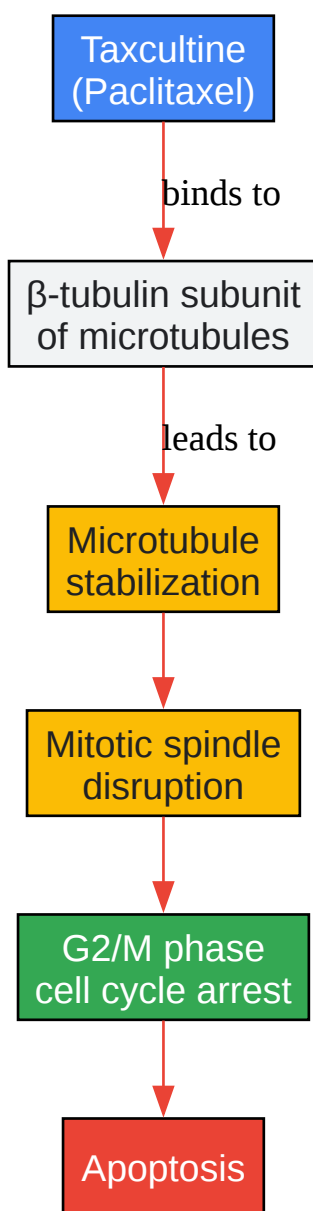 Taxcultine
(Paclitaxel)
binds to
β-tubulin subunit
of microtubules
leads to
Microtubule
stabilization
Mitotic spindle
disruption
G2/M phase
cell cycle arrest
Apoptosis